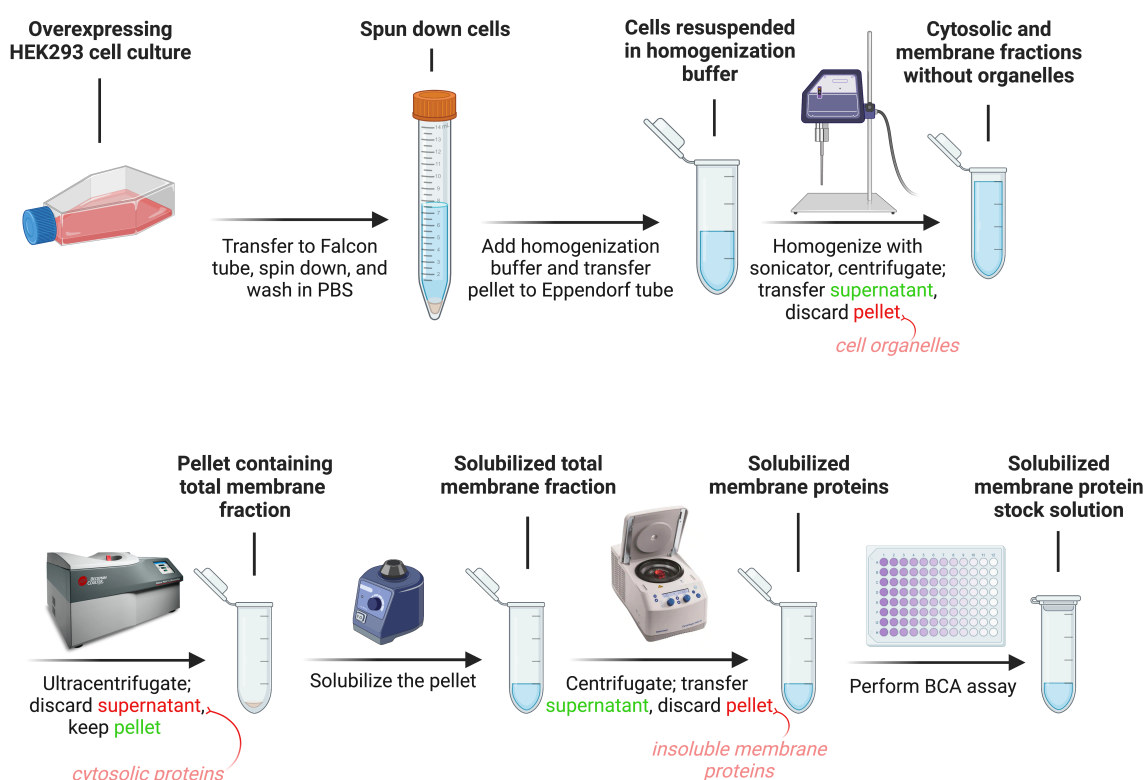 Overexpressing
HEK293 cell culture
Spun down cells
Cells resuspended
in homogenization
buffer
Cytosolic and
membrane fractions
without organelles
Transfer to Falcon
tube, spin down, and
wash in PBS
Add homogenization
buffer and transfer
pellet to Eppendorf tube
Homogenize with
sonicator, centrifugate;
transfer supernatant,
discard pellet,
cell organelles
Pellet containing
total membrane
fraction
Solubilized total
membrane fraction
Solubilized
membrane proteins
Solubilized
membrane protein
stock solution
Ultracentrifugate;
discard supernatant,
keep pellet
cytosolic proteins
Solubilize the pellet
Centrifugate; transfer
supernatant, discard pellet,
insoluble membrane
proteins
Perform BCA assay